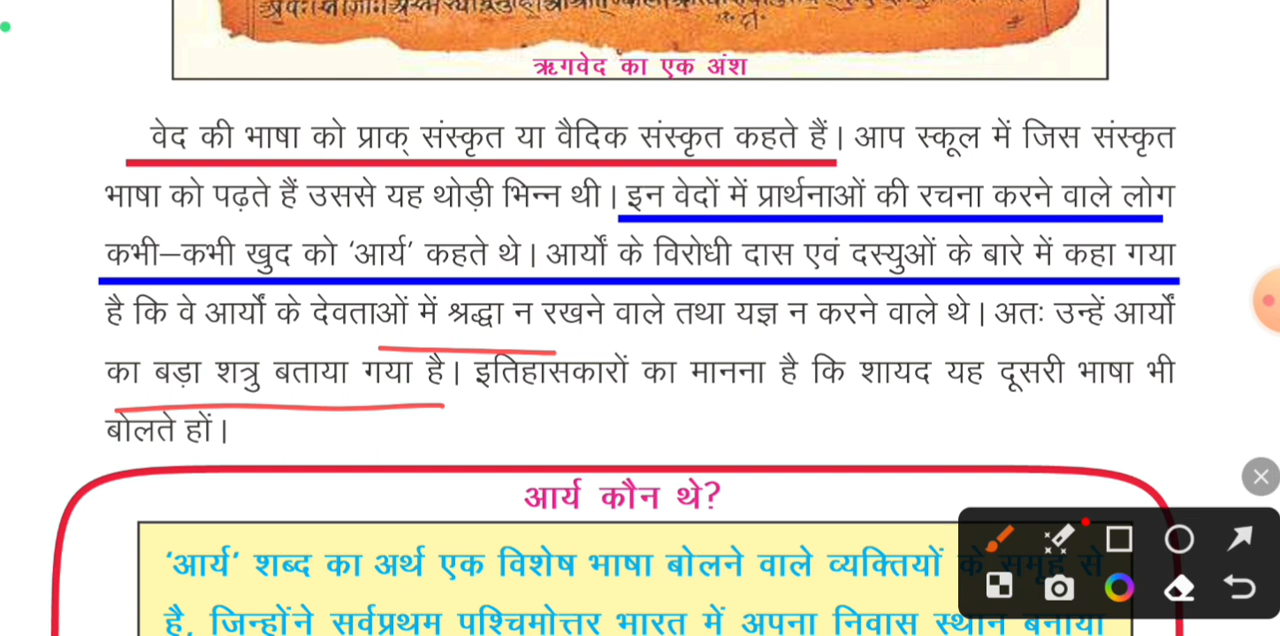 ऋगवेद का एक अंश
वेद की भाषा को प्राक् संस्कृत या वैदिक संस्कृत कहते हैं। आप स्कूल में जिस संस्कृत
भाषा को पढ़ते हैं उससे यह थोड़ी भिन्न थी। इन वेदों में प्रार्थनाओं की रचना करने वाले लोग
कभी–कभी खुद को ‘आर्य’ कहते थे। आर्यों के विरोधी दास एवं दस्युओं के बारे में कहा गया
है कि वे आर्यों के देवताओं में श्रद्धा न रखने वाले तथा यज्ञ न करने वाले थे। अतः उन्हें आर्यों
का बड़ा शत्रु बताया गया है। इतिहासकारों का मानना है कि शायद यह दूसरी भाषा भी
बोलते हों।
आर्य कौन थे?
‘आर्य’ शब्द का अर्थ एक विशेष भाषा बोलने वाले व्यक्तियों के समूह से
है, जिन्होंने सर्वप्रथम पश्चिमोत्तर भारत में अपना निवास स्थान बनाया